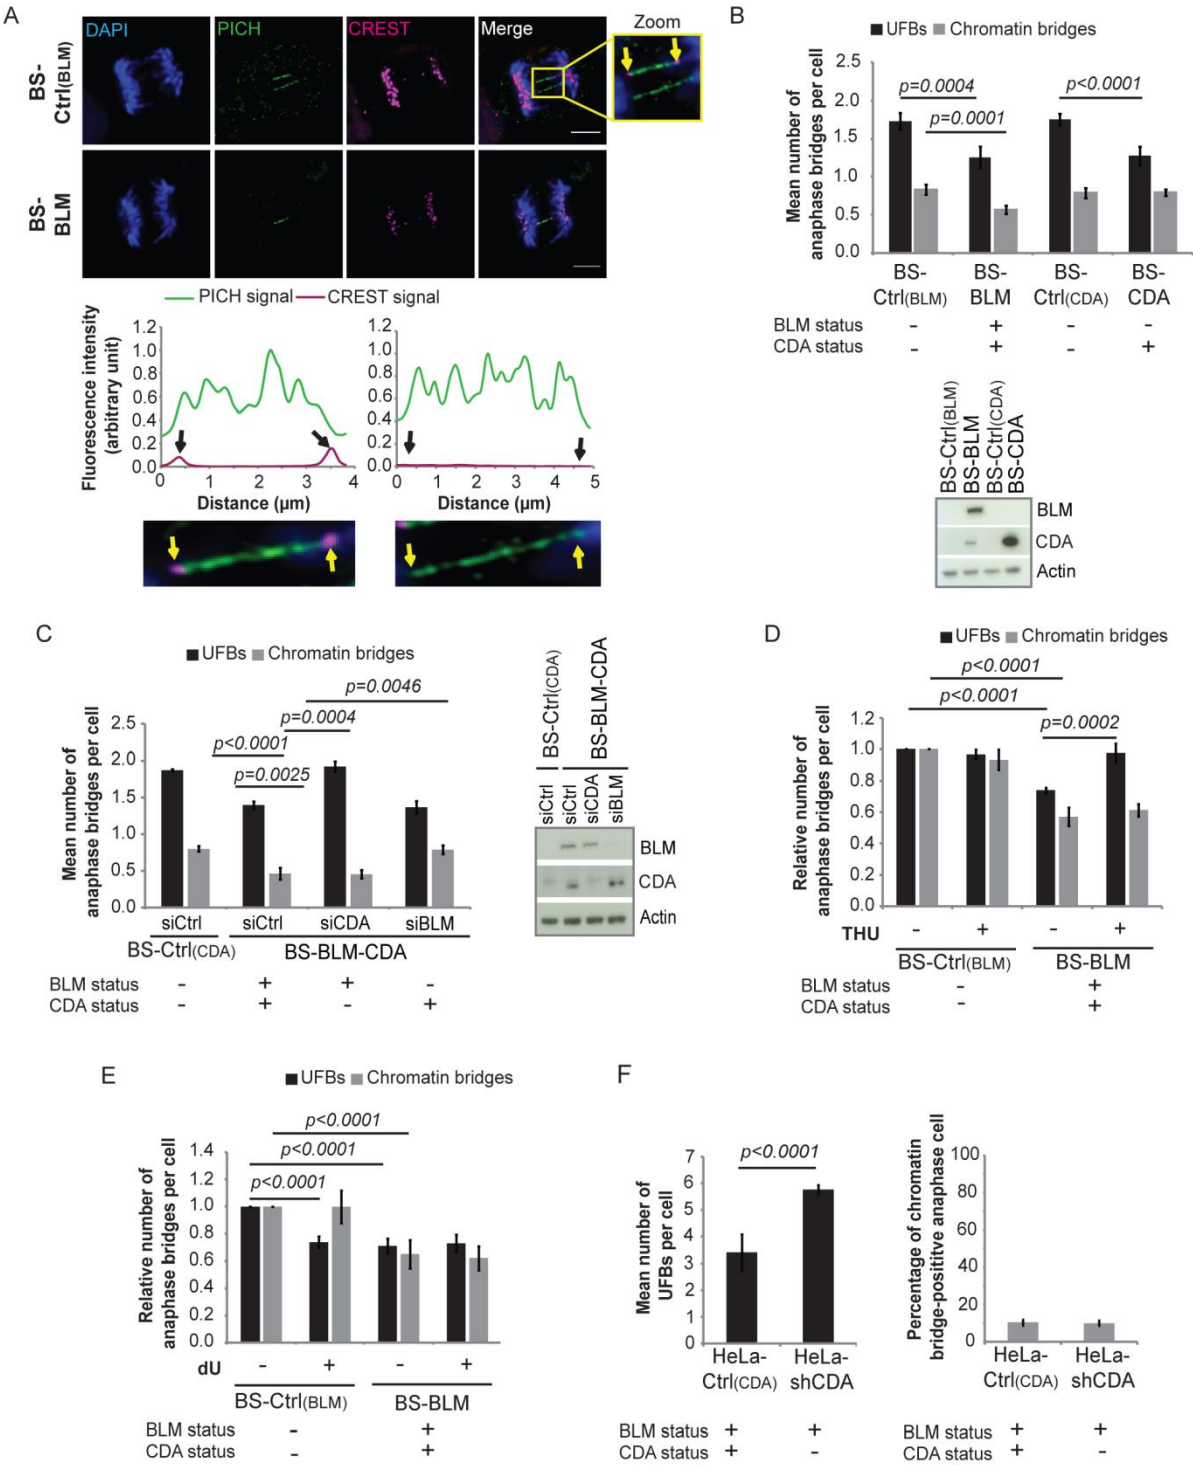 A
DAPI
PICH
CREST
Merge
Zoom
BS-
Ctrl(BLM)
BS-
BLM
PICH signal
CREST signal
Fluorescence intensity
(arbitrary unit)
1.2
1.0
0.8
0.6
0.4
0.2
0.0
0 1 2 3 4
Distance (µm)
1.2
1.0
0.8
0.6
0.4
0.2
0.0
0 1 2 3 4 5
Distance (µm)
B
UFBs
Chromatin bridges
Mean number of
anaphase bridges per cell
2.5
2.0
1.5
1.0
0.5
0.0
p=0.0004
p=0.0001
p<0.0001
BS-
Ctrl(BLM)
BS-
BLM
BS-
Ctrl(CDA)
BS-
CDA
BLM status - + - -
CDA status - + - +
BS-Ctrl(BLM)
BS-BLM
BS-Ctrl(CDA)
BS-CDA
BLM
CDA
Actin
C
UFBs
Chromatin bridges
Mean number of
anaphase bridges per cell
2.5
2.0
1.5
1.0
0.5
0.0
p=0.0046
p=0.0004
p<0.0001
p=0.0025
siCtrl siCtrl siCDA siBLM
BS-Ctrl(CDA) BS-BLM-CDA
BLM status - + + -
CDA status - + - +
BS-Ctrl(CDA)
BS-BLM-CDA
siCtrl
siCtrl
siCDA
siBLM
BLM
CDA
Actin
D
UFBs
Chromatin bridges
Relative number of
anaphase bridges per cell
1.2
1.0
0.8
0.6
0.4
0.2
0
p<0.0001
p<0.0001
p=0.0002
THU - + - +
BS-Ctrl(BLM) BS-BLM
BLM status - +
CDA status - +
E
UFBs
Chromatin bridges
Relative number of
anaphase bridges per cell
1.4
1.2
1.0
0.8
0.6
0.4
0.2
0.0
p<0.0001
p<0.0001
p<0.0001
dU - + - +
BS-Ctrl(BLM) BS-BLM
BLM status - +
CDA status - +
F
Mean number of
UFBs per cell
7
6
5
4
3
2
1
0
p<0.0001
HeLa-
Ctrl(CDA)
HeLa-
shCDA
BLM status + +
CDA status + -
Percentage of chromatin
bridge-positive anaphase cell
100
80
60
40
20
0
HeLa-
Ctrl(CDA)
HeLa-
shCDA
BLM status + +
CDA status + -